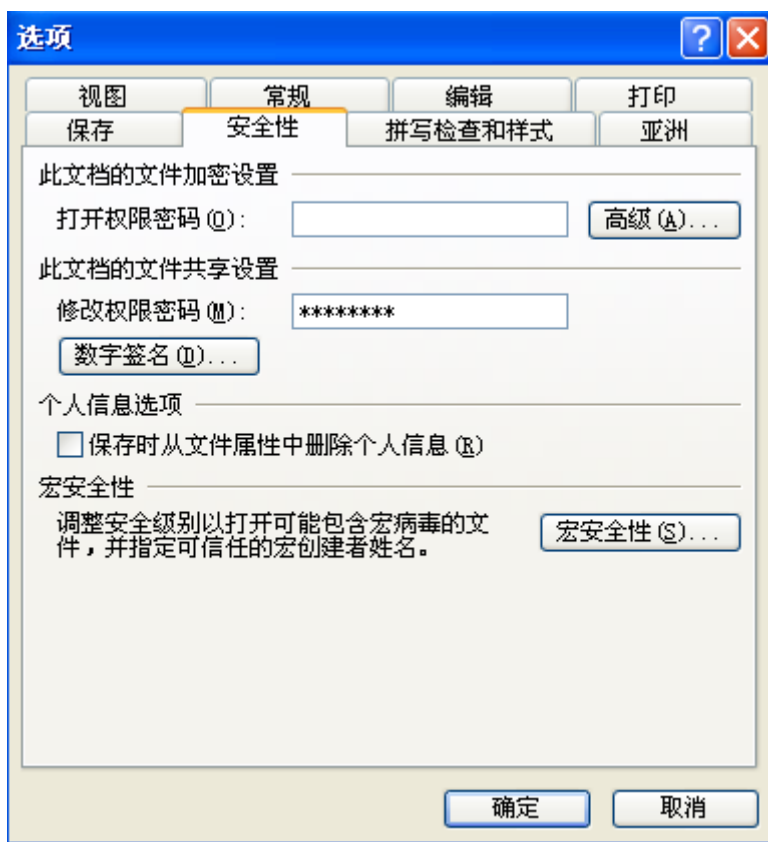 选项
视图 常规 编辑 打印
保存 安全性 拼写检查和样式 亚洲
此文档的文件加密设置
打开权限密码(O): 高级(A)...
此文档的文件共享设置
修改权限密码(M): ********
数字签名(D)...
个人信息选项
保存时从文件属性中删除个人信息(R)
宏安全性
调整安全级别以打开可能包含宏病毒的文
件，并指定可信任的宏创建者姓名。 宏安全性(S)...
确定 取消